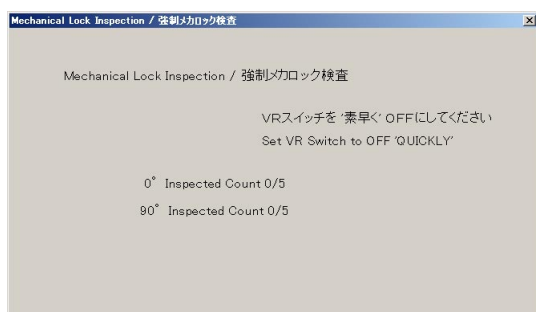 Mechanical Lock Inspection / 強制メカロック検査
Mechanical Lock Inspection / 強制メカロック検査
VRスイッチを '素早く' OFFにしてください
Set VR Switch to OFF 'QUICKLY'
0° Inspected Count 0/5
90° Inspected Count 0/5